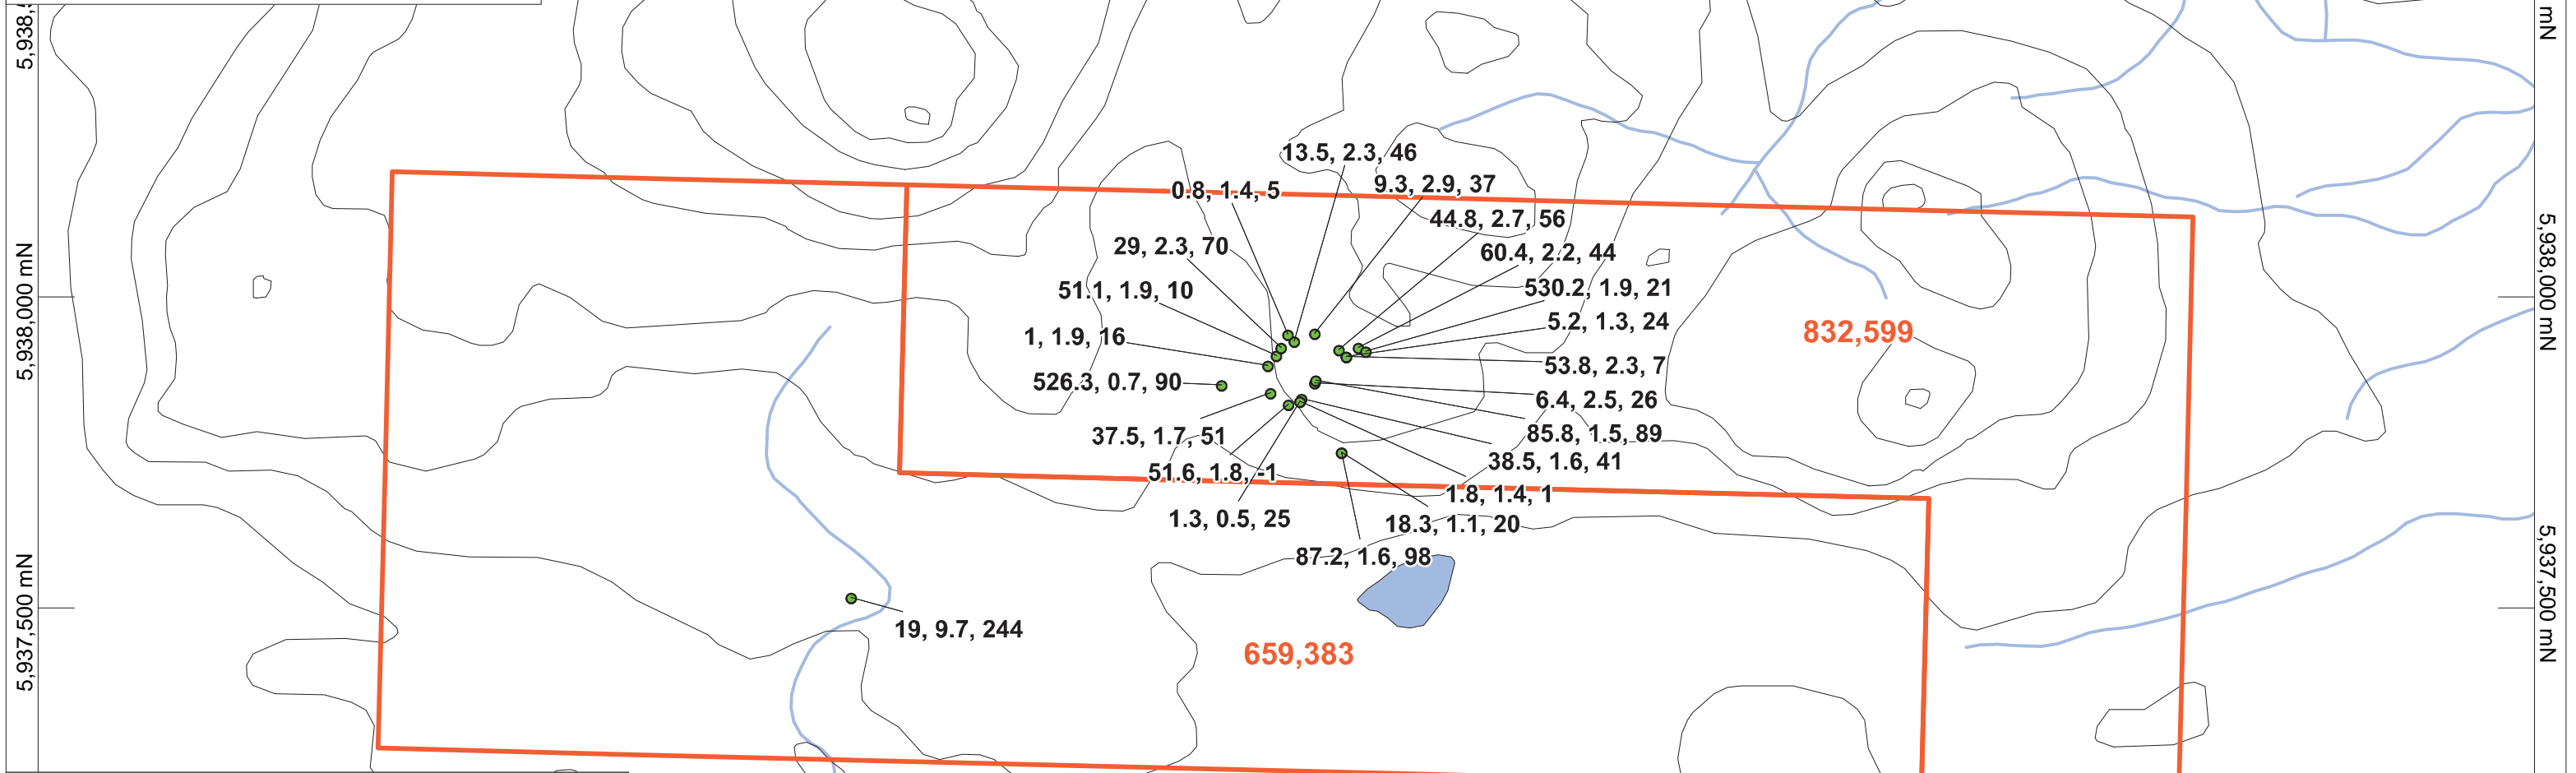 5,938,
mN
13.5, 2.3, 46
0.8, 1.4, 5
9.3, 2.9, 37
44.8, 2.7, 56
29, 2.3, 70
60.4, 2.2, 44
51.1, 1.9, 10
530.2, 1.9, 21
5,938,000 mN
5,938,000 mN
1, 1.9, 16
5.2, 1.3, 24
832,599
53.8, 2.3, 7
526.3, 0.7, 90
6.4, 2.5, 26
37.5, 1.7, 51
85.8, 1.5, 89
38.5, 1.6, 41
51.6, 1.8, -1
1.8, 1.4, 1
1.3, 0.5, 25
18.3, 1.1, 20
87.2, 1.6, 98
5,937,500 mN
5,937,500 mN
19, 9.7, 244
659,383